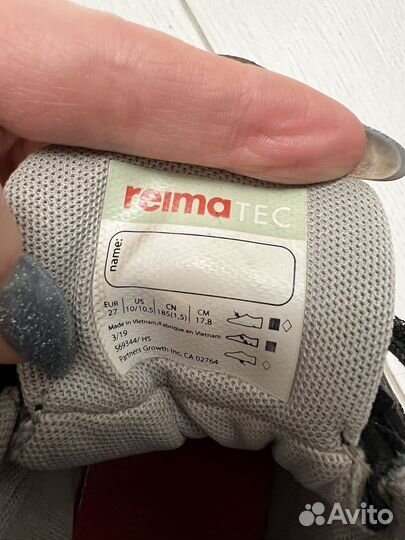 reimaTEC
name:
EUR US CN CM
27 10/10.5 185(1,5) 17,8
Made in Vietnam/Fabriqué en Vietnam
3/19
569344/HS
Partners Growth Inc. CA 02764
Avito